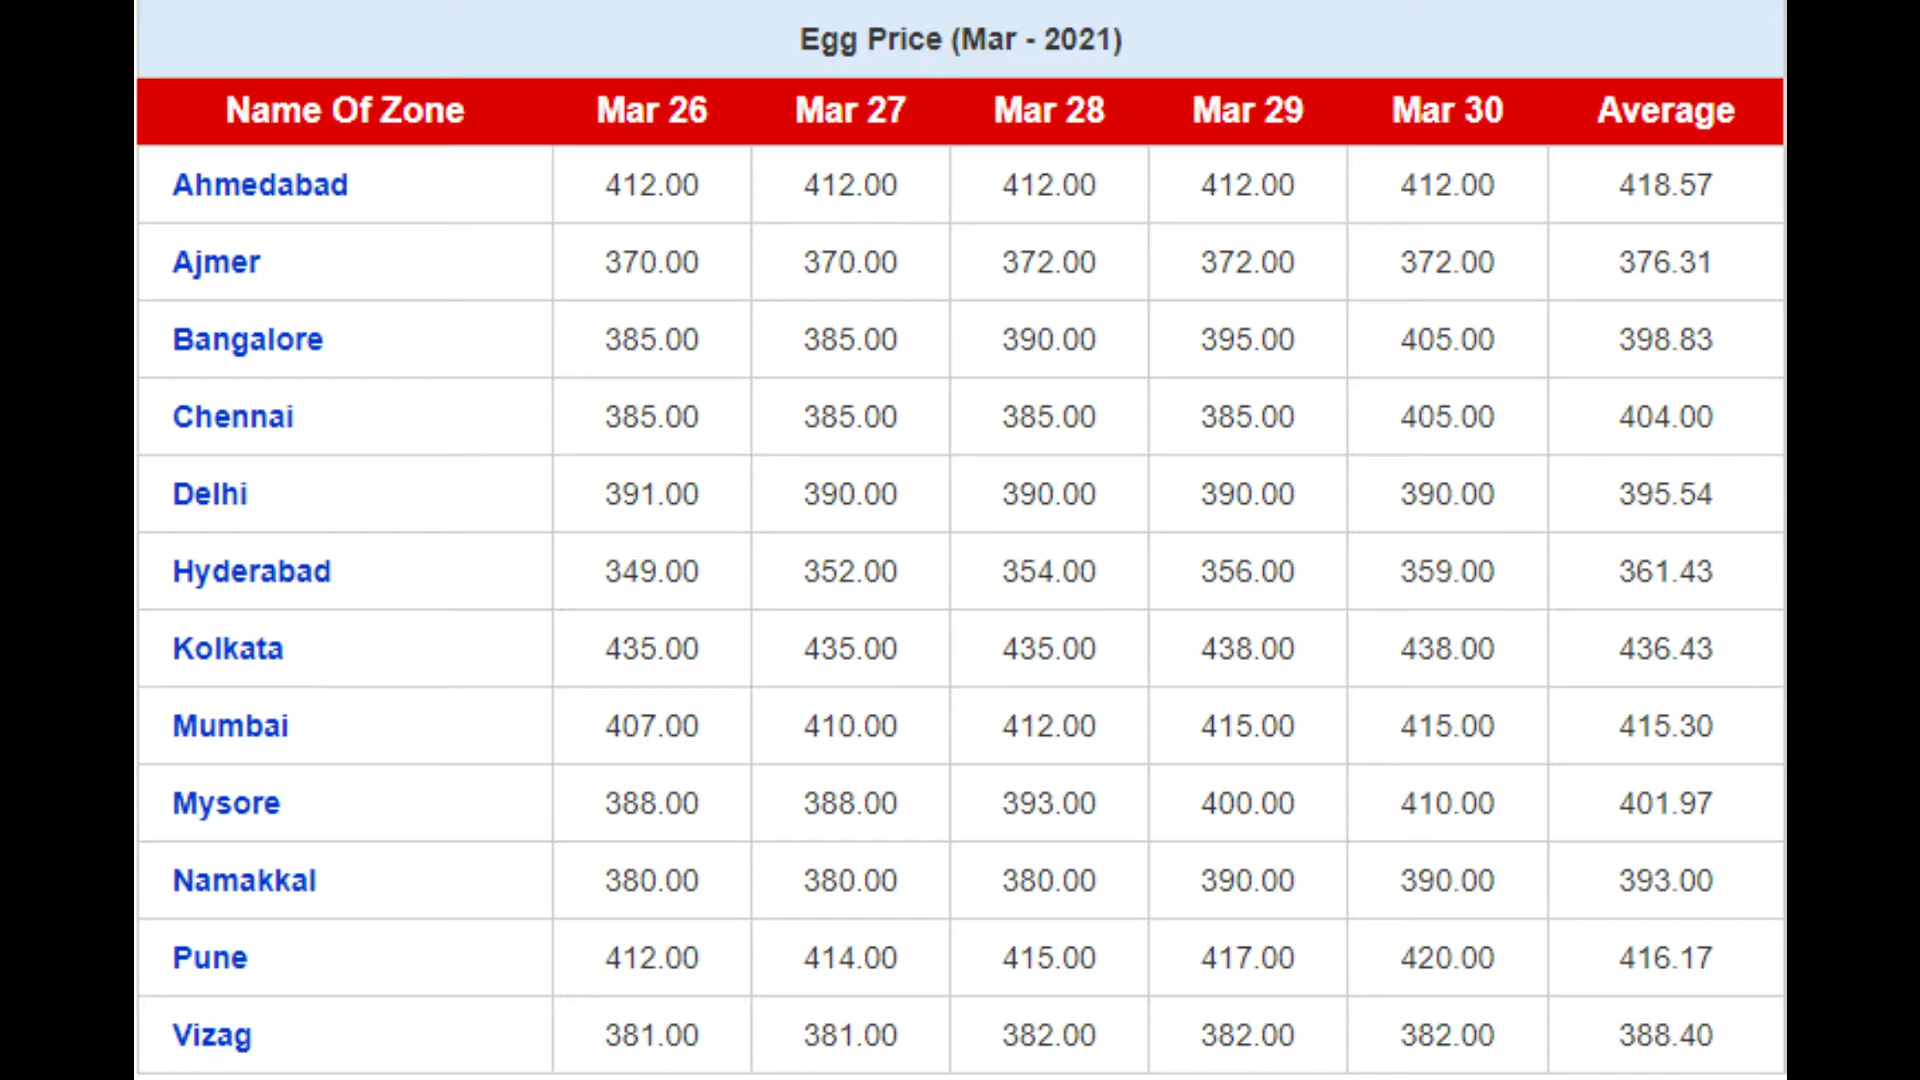 Egg Price (Mar - 2021)
Name Of Zone Mar 26 Mar 27 Mar 28 Mar 29 Mar 30 Average
Ahmedabad 412.00 412.00 412.00 412.00 412.00 418.57
Ajmer 370.00 370.00 372.00 372.00 372.00 376.31
Bangalore 385.00 385.00 390.00 395.00 405.00 398.83
Chennai 385.00 385.00 385.00 385.00 405.00 404.00
Delhi 391.00 390.00 390.00 390.00 390.00 395.54
Hyderabad 349.00 352.00 354.00 356.00 359.00 361.43
Kolkata 435.00 435.00 435.00 438.00 438.00 436.43
Mumbai 407.00 410.00 412.00 415.00 415.00 415.30
Mysore 388.00 388.00 393.00 400.00 410.00 401.97
Namakkal 380.00 380.00 380.00 390.00 390.00 393.00
Pune 412.00 414.00 415.00 417.00 420.00 416.17
Vizag 381.00 381.00 382.00 382.00 382.00 388.40